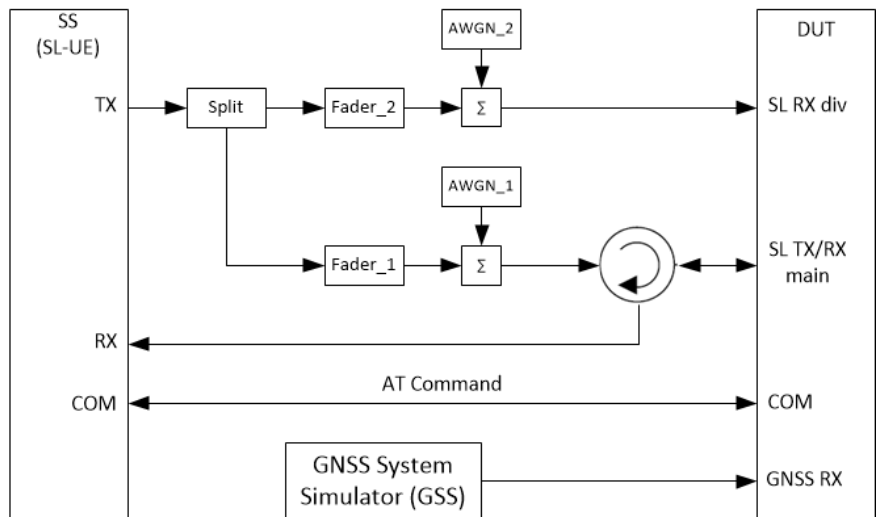 SS
(SL-UE)
DUT
AWGN_2
TX
Split
Fader_2
Σ
SL RX div
AWGN_1
Fader_1
Σ
SL TX/RX
main
RX
AT Command
COM
COM
GNSS System
Simulator (GSS)
GNSS RX